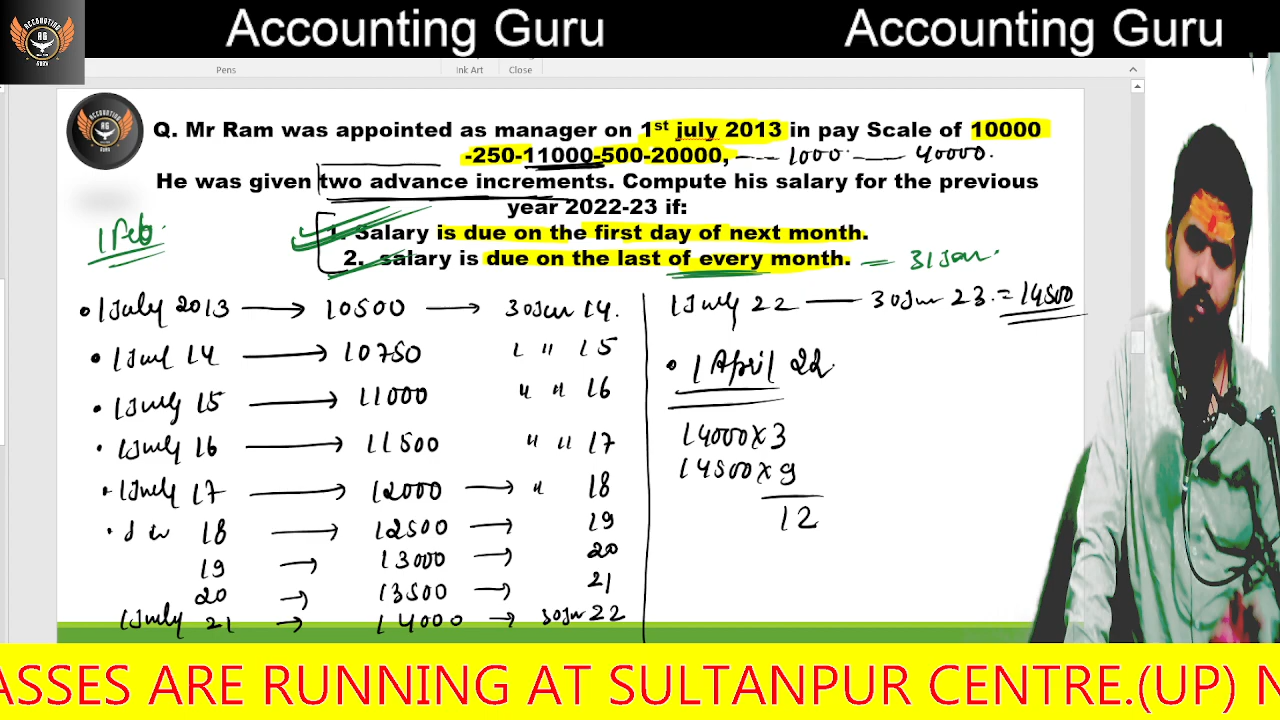 Accounting Guru
Accounting Guru
ACCOUNTING
AG
GURU
Pens
Ink Art
Close
Q. Mr Ram was appointed as manager on 1st july 2013 in pay Scale of 10000
-250-11000-500-20000, --- 1000 — 40000.
He was given two advance increments. Compute his salary for the previous
year 2022-23 if:
1. Salary is due on the first day of next month.
2. salary is due on the last of every month. = 31 Jan.
1 Feb.
1 July 2013 → 10500 → 30 Jun 14.
1 Jul 14 → 10750 1 " 15
1 July 15 → 11000 " " 16
1 July 16 → 11500 " " 17
1 July 17 → 12000 → " 18
18 → 12500 → 19
19 → 13000 → 20
20 → 13500 → 21
1 July 21 → 14000 → 30 Jun 22
1 July 22 — 30 Jun 23. = 14500
1 April 22.
14000 x 3
14500 x 9
12
ASSES ARE RUNNING AT SULTANPUR CENTRE.(UP) N